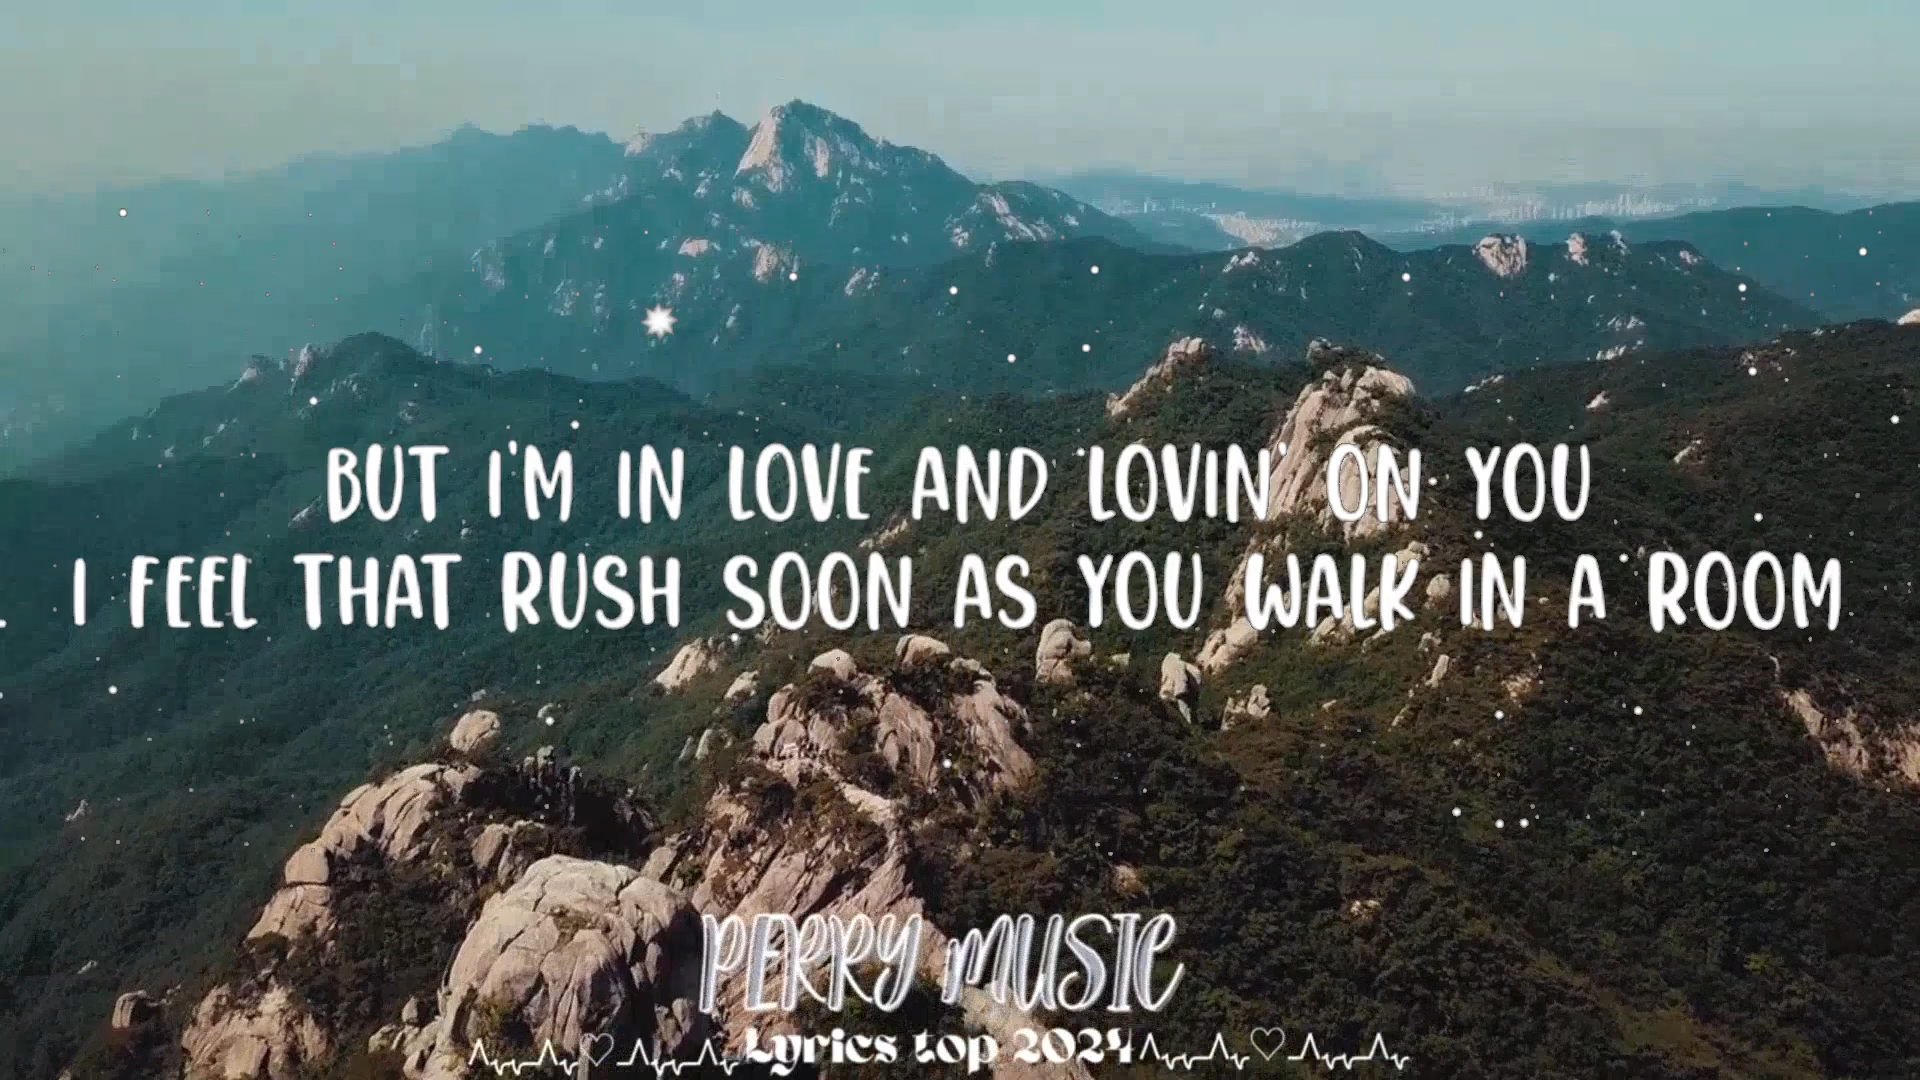 BUT I'M IN LOVE AND LOVIN' ON YOU
I FEEL THAT RUSH SOON AS YOU WALK IN A ROOM
PERRY MUSIC
Lyrics top 2024